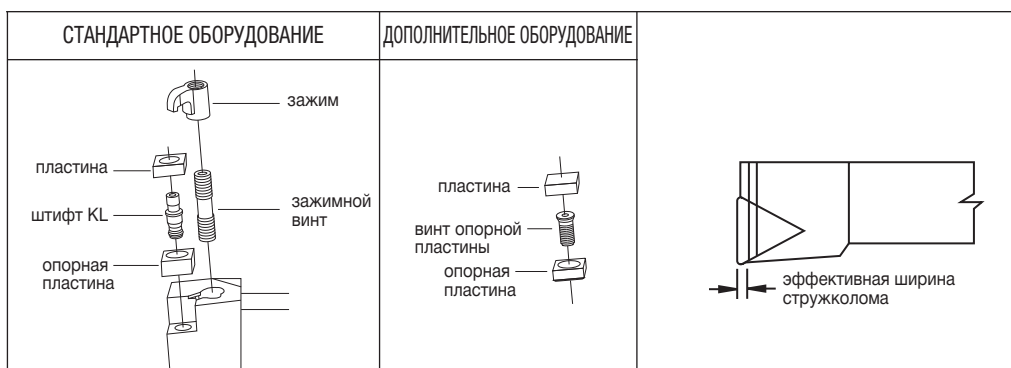 СТАНДАРТНОЕ ОБОРУДОВАНИЕ
ДОПОЛНИТЕЛЬНОЕ ОБОРУДОВАНИЕ
зажим
пластина
штифт KL
зажимной
винт
опорная
пластина
пластина
винт опорной
пластины
опорная
пластина
эффективная ширина
стружколома